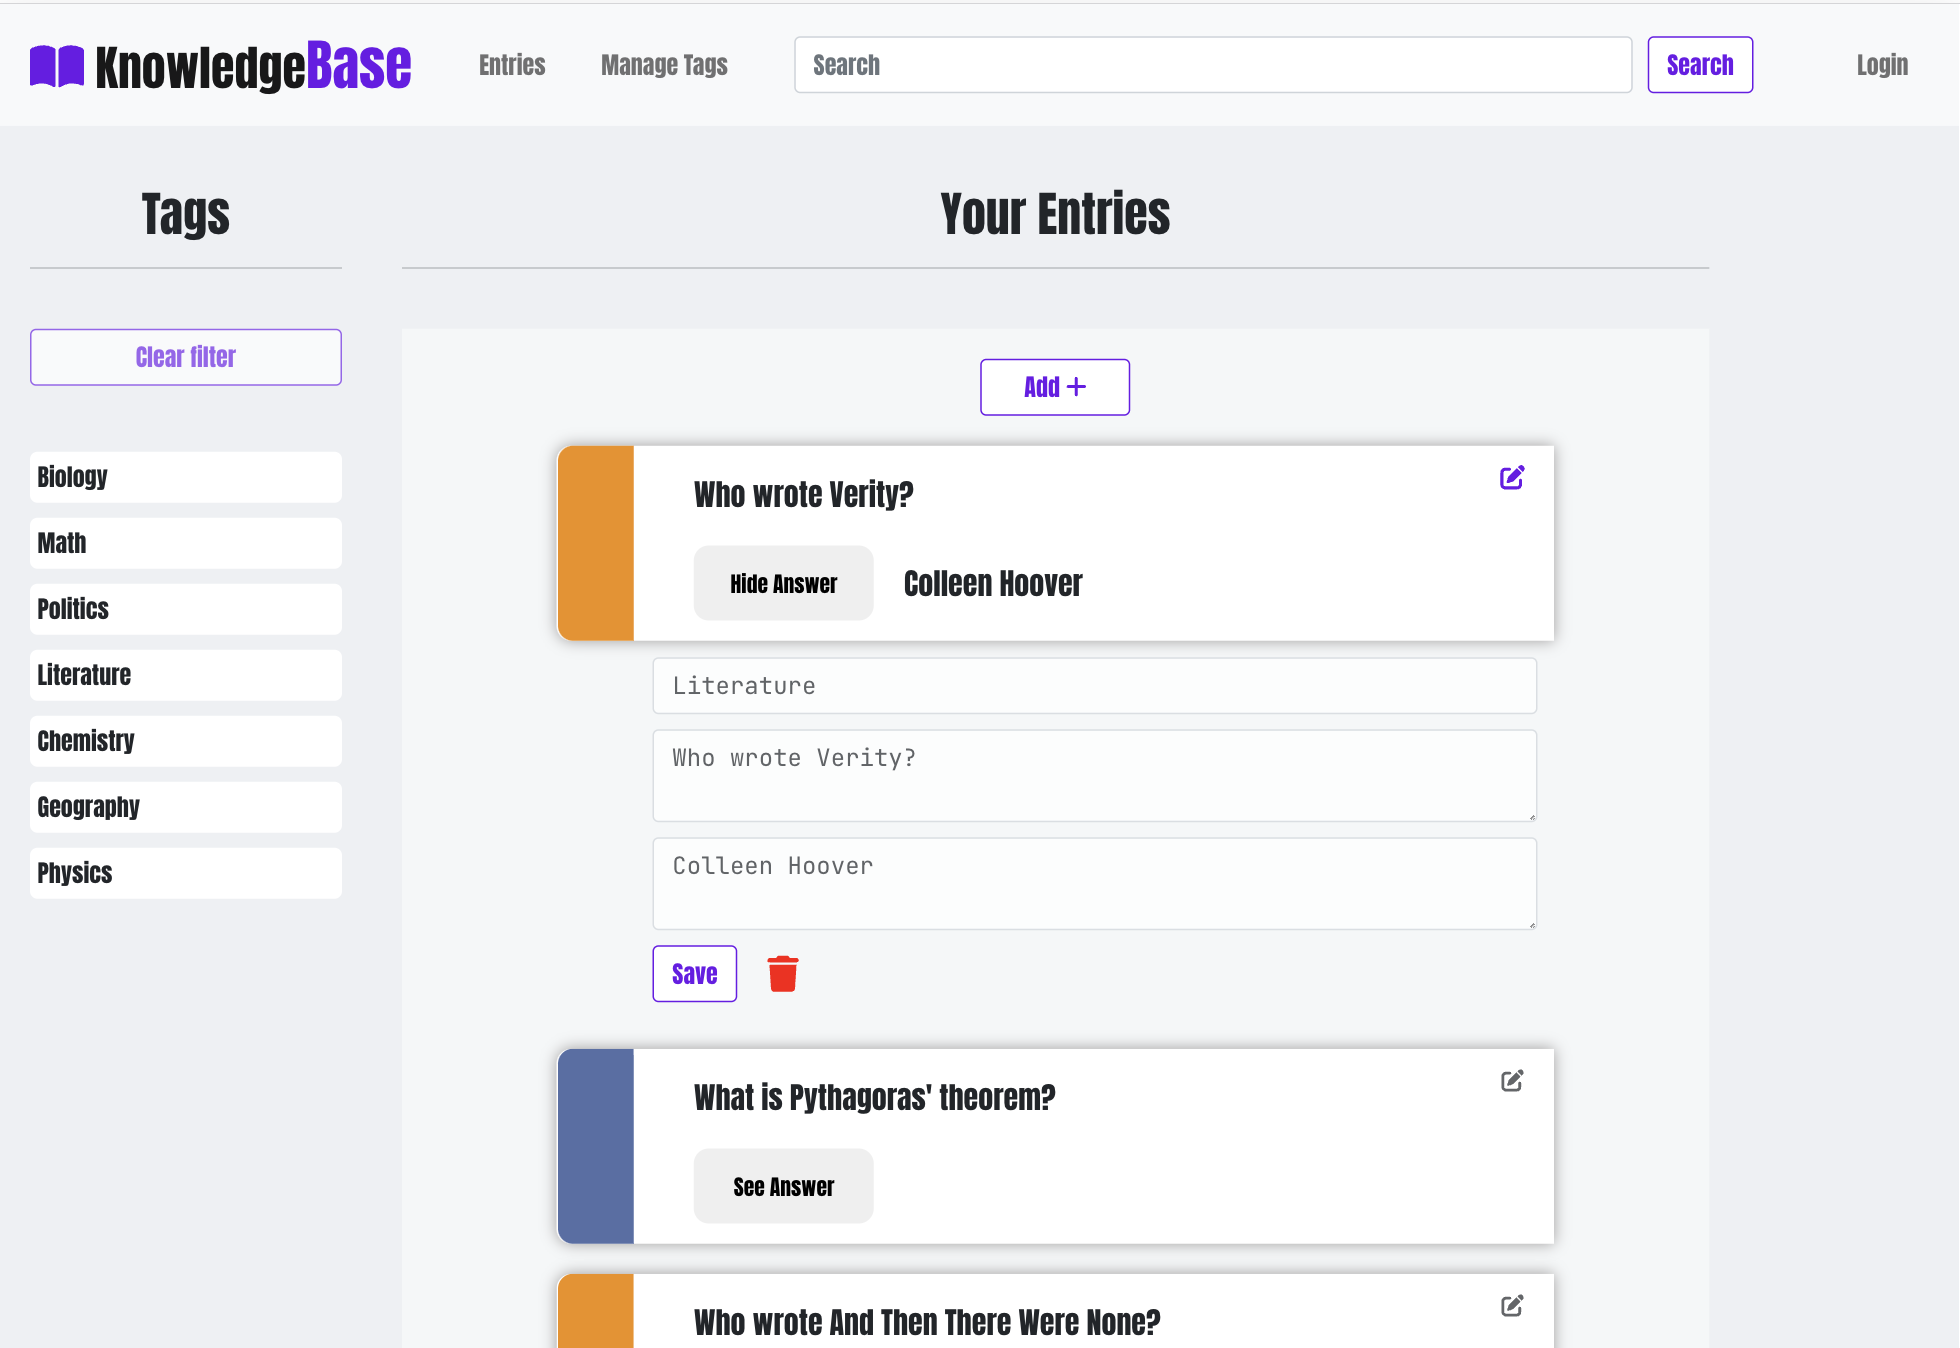 KnowledgeBase
Entries
Manage Tags
Search
Search
Login
Tags
Clear filter
Biology
Math
Politics
Literature
Chemistry
Geography
Physics
Your Entries
Add +
Who wrote Verity?
Hide Answer
Colleen Hoover
Literature
Who wrote Verity?
Colleen Hoover
Save
What is Pythagoras' theorem?
See Answer
Who wrote And Then There Were None?